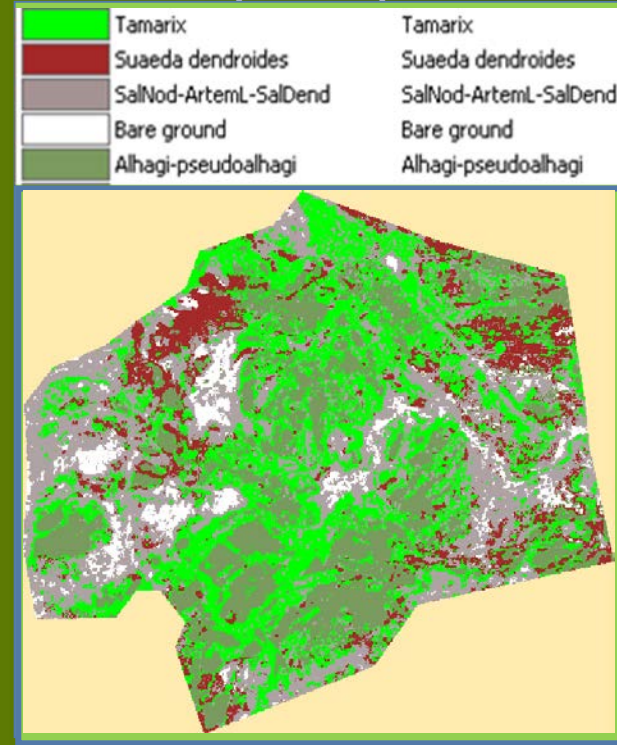 Tamarix Tamarix
Suaeda dendroides Suaeda dendroides
SalNod-ArtemL-SalDend SalNod-ArtemL-SalDend
Bare ground Bare ground
Alhagi-pseudoalhagi Alhagi-pseudoalhagi